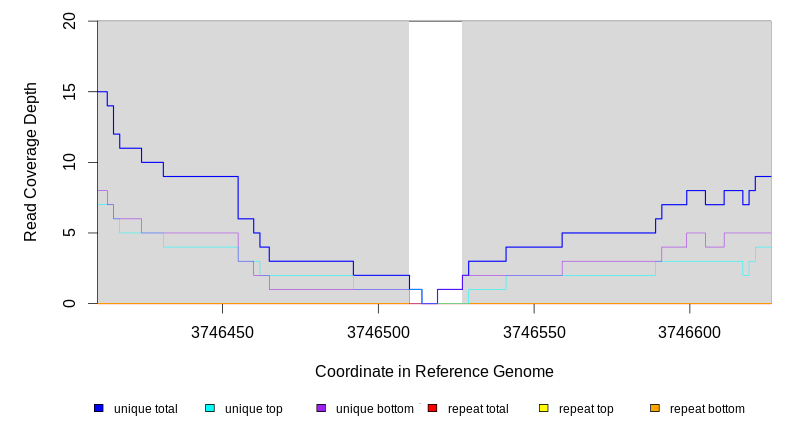 20
15
10
5
0
Read Coverage Depth
3746450 3746500 3746550 3746600
Coordinate in Reference Genome
unique total unique top unique bottom repeat total repeat top repeat bottom